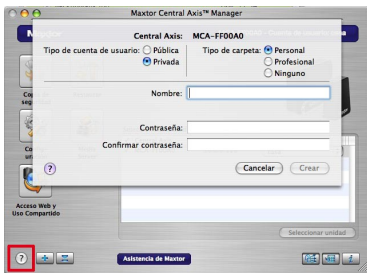 Maxtor Central Axis™ Manager
Central Axis: MCA-FF00A0
Tipo de cuenta de usuario: Pública
Privada
Tipo de carpeta: Personal
Profesional
Ninguno
Nombre:
Contraseña:
Confirmar contraseña:
?
Cancelar
Crear
Acceso Web y
Uso Compartido
Seleccionar unidad
?
Asistencia de Maxtor